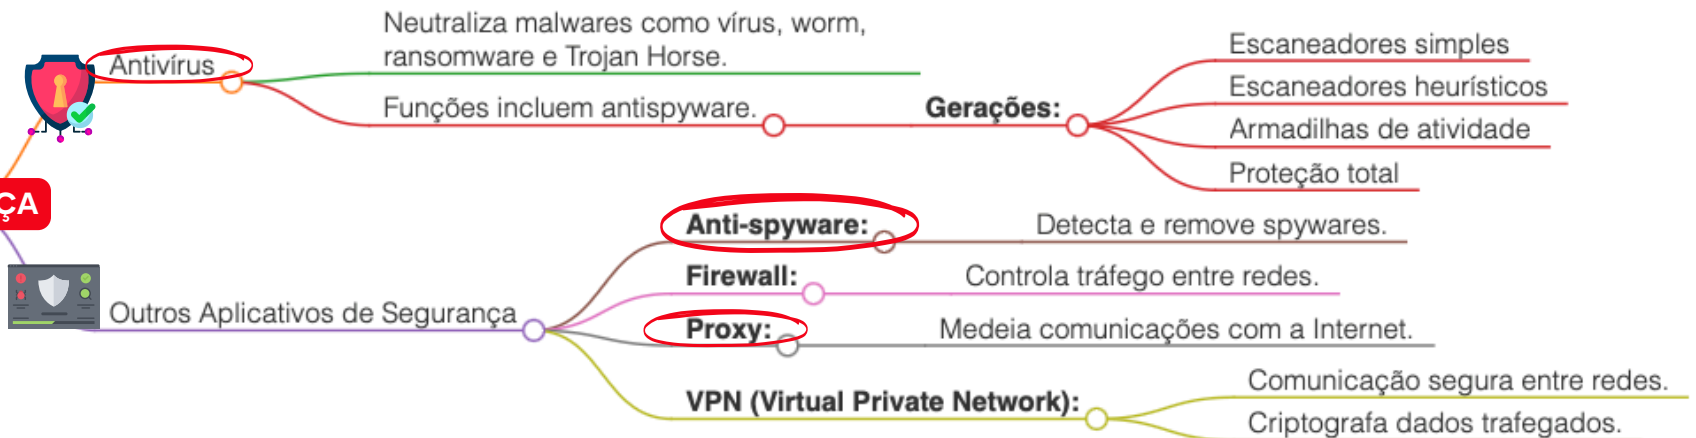 Neutraliza malwares como vírus, worm,
ransomware e Trojan Horse.
Antivírus
Funções incluem antispyware.
Gerações:
Escaneadores simples
Escaneadores heurísticos
Armadilhas de atividade
Proteção total
ÇA
Outros Aplicativos de Segurança
Anti-spyware:
Detecta e remove spywares.
Firewall:
Controla tráfego entre redes.
Proxy:
Medeia comunicações com a Internet.
VPN (Virtual Private Network):
Comunicação segura entre redes.
Criptografa dados trafegados.